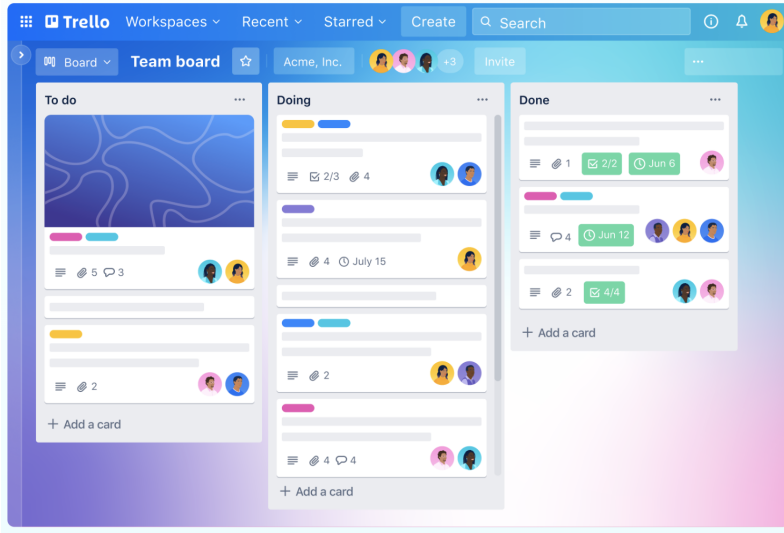 Trello Workspaces Recent Starred Create Search
Board Team board Acme, Inc. +3 Invite
To do
5 3
2
+ Add a card
Doing
2/3 4
4 July 15
2
4 4
+ Add a card
Done
1 2/2 Jun 6
4 Jun 12
2 4/4
+ Add a card